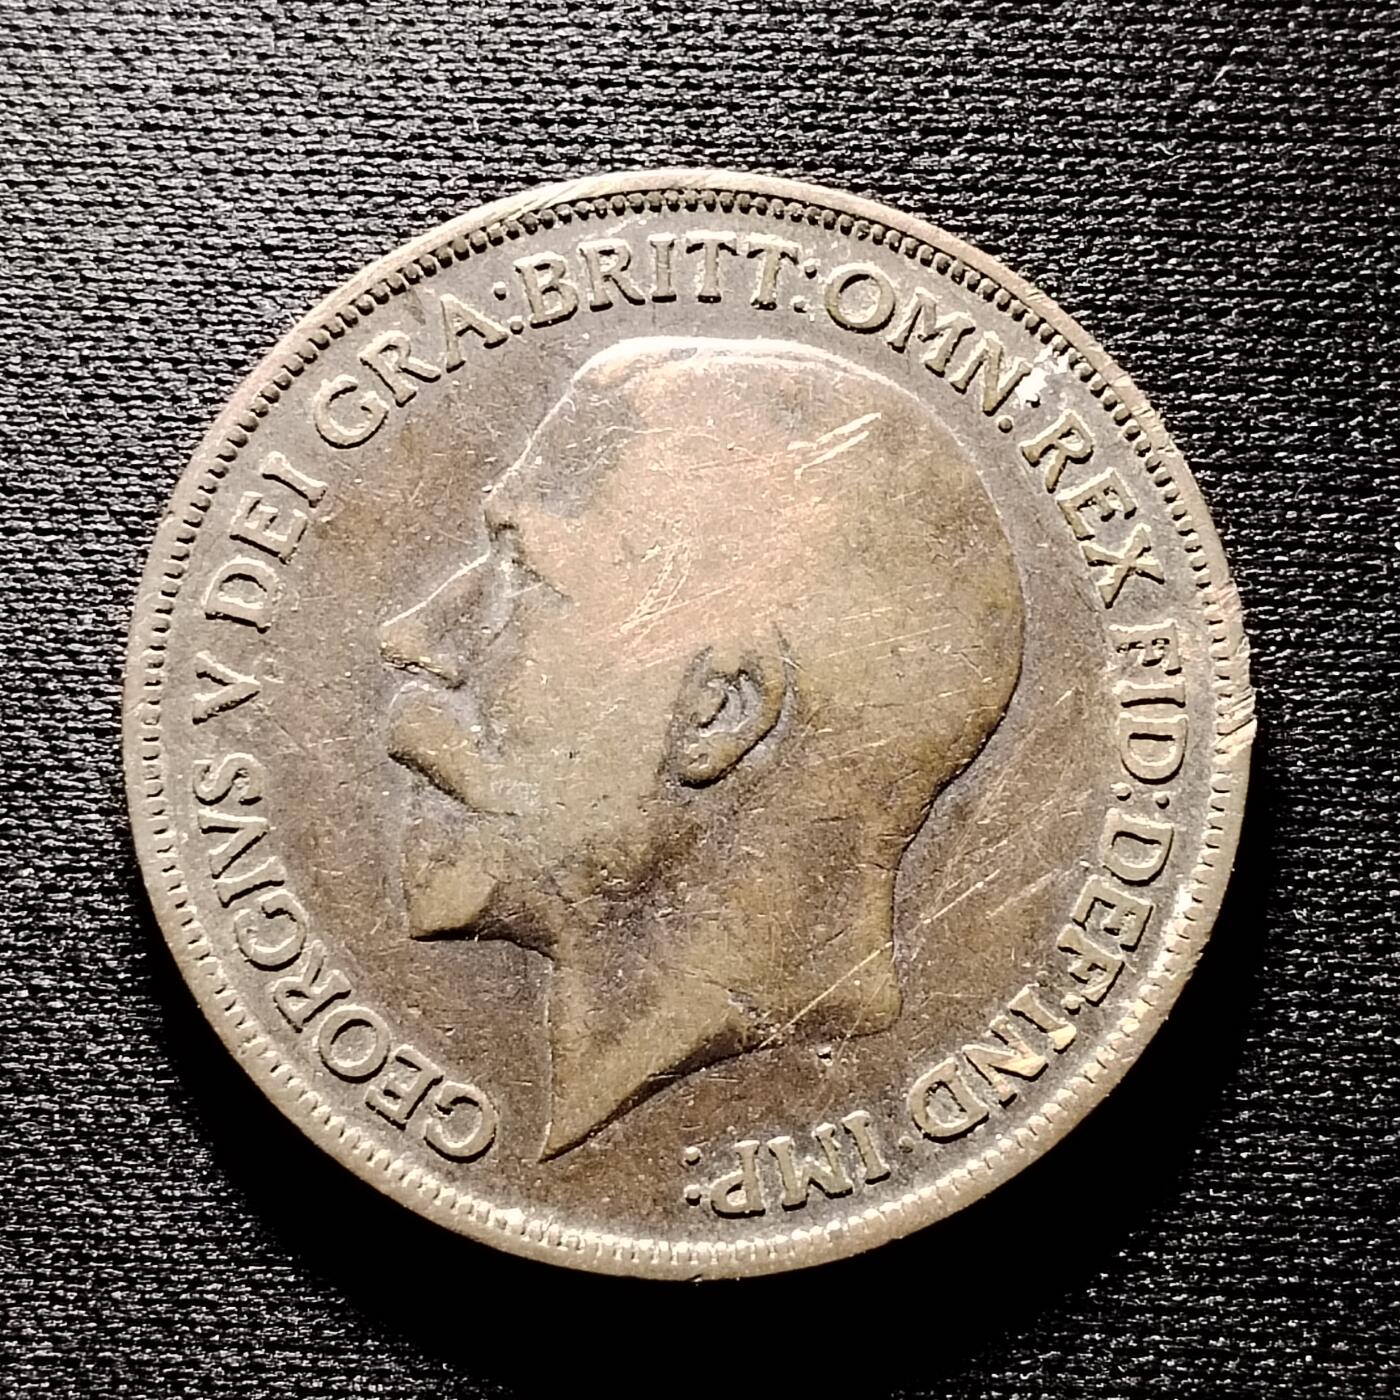 GEORGIVS V DEI GRA:BRITT:OMN:REX FID:DEF:IND·IMP: